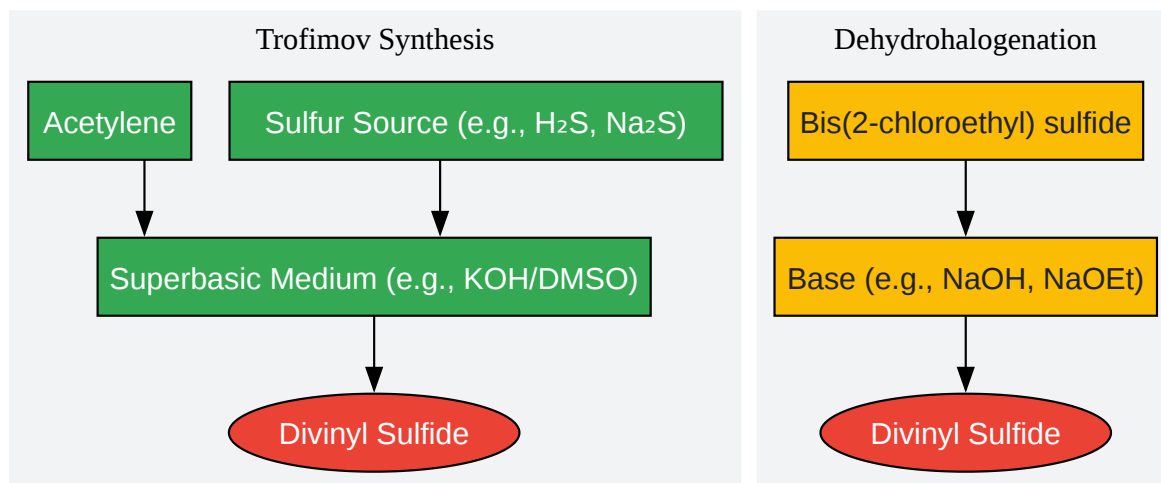 Trofimov Synthesis
Acetylene
Sulfur Source (e.g., H₂S, Na₂S)
Superbasic Medium (e.g., KOH/DMSO)
Divinyl Sulfide
Dehydrohalogenation
Bis(2-chloroethyl) sulfide
Base (e.g., NaOH, NaOEt)
Divinyl Sulfide